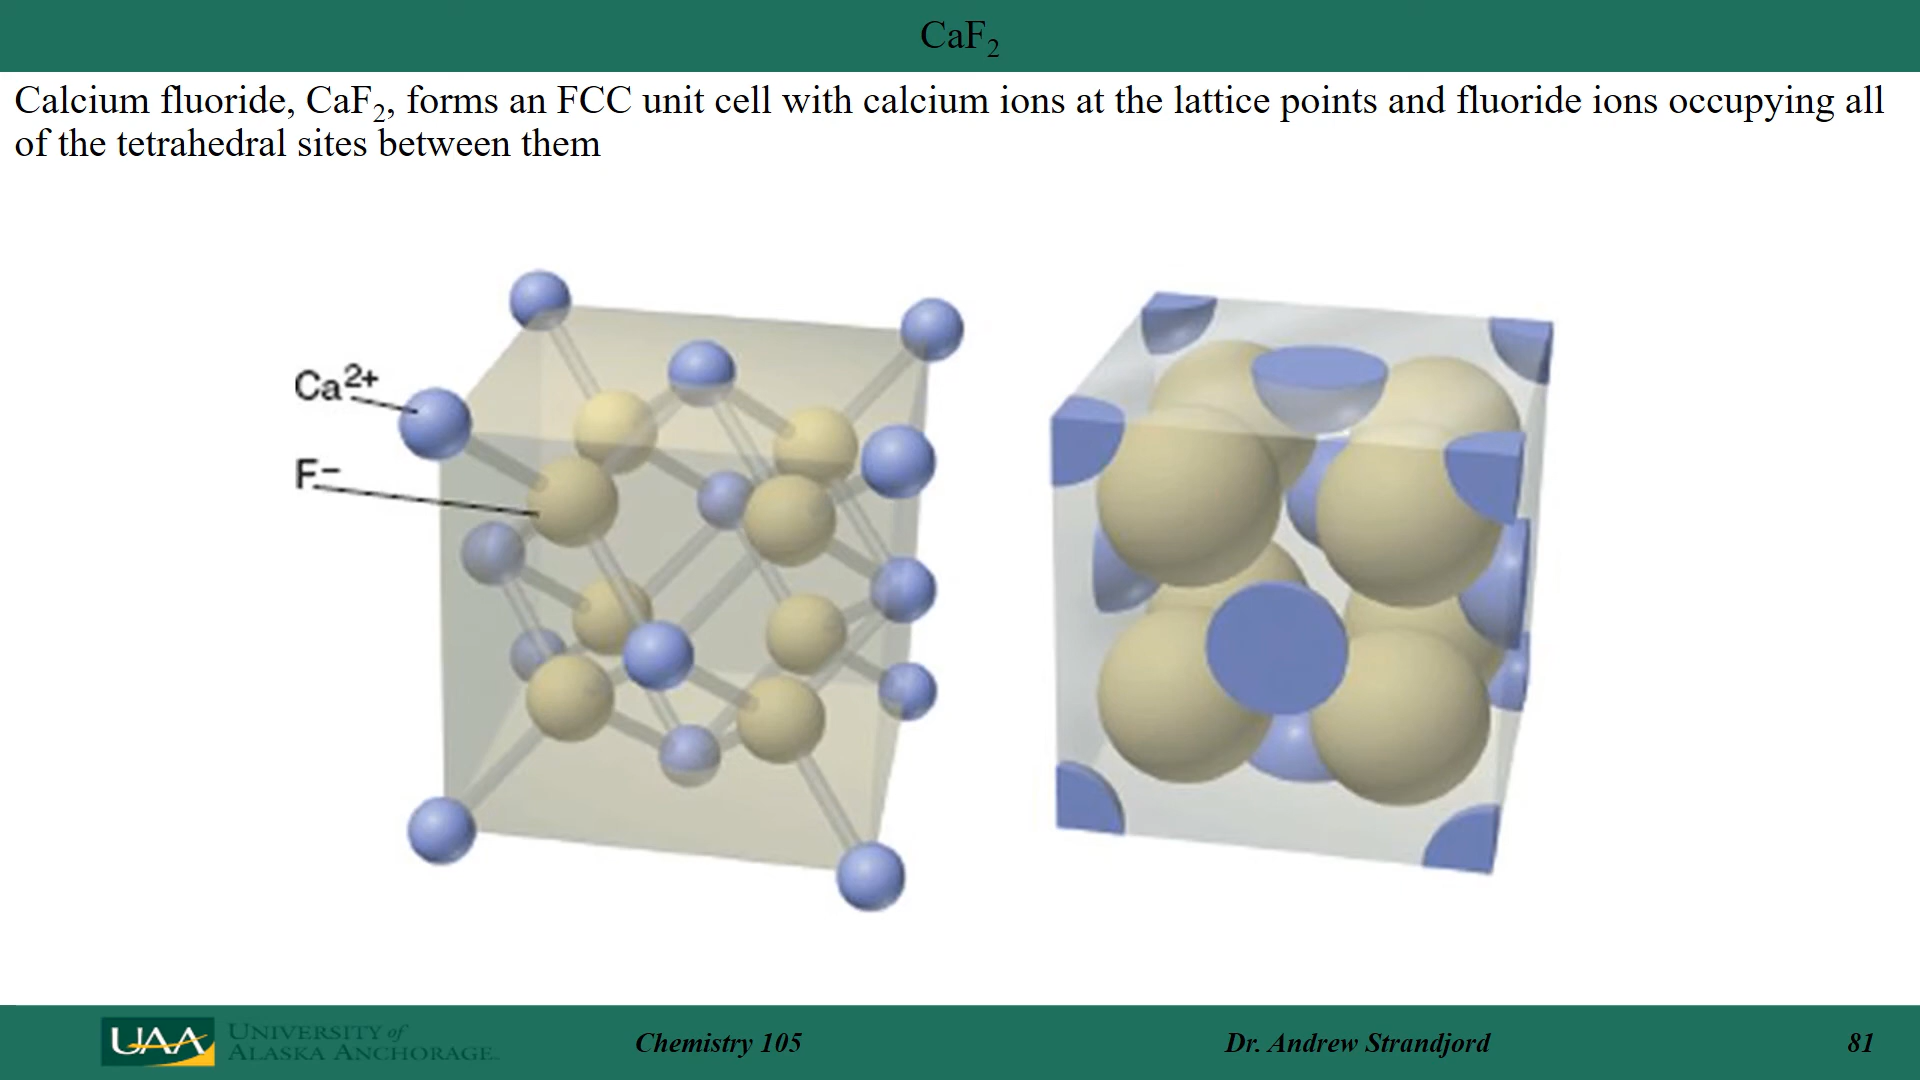 CaF₂
Calcium fluoride, CaF₂, forms an FCC unit cell with calcium ions at the lattice points and fluoride ions occupying all
of the tetrahedral sites between them
Ca²⁺
F⁻
UAA UNIVERSITY of
ALASKA ANCHORAGE.
Chemistry 105
Dr. Andrew Strandjord
81